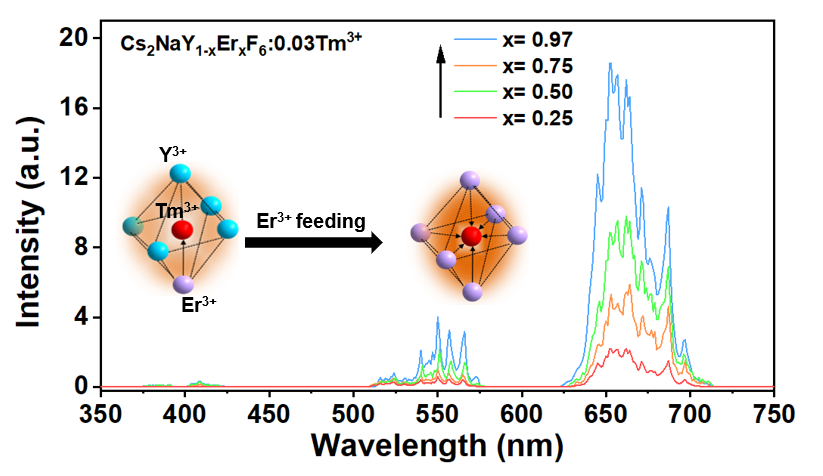 Cs₂NaY₁₋ₓErₓF₆:0.03Tm³⁺
x= 0.97
x= 0.75
x= 0.50
x= 0.25
Y³⁺
Tm³⁺
Er³⁺
Er³⁺ feeding
Intensity (a.u.)
20
16
12
8
4
0
350 400 450 500 550 600 650 700 750
Wavelength (nm)